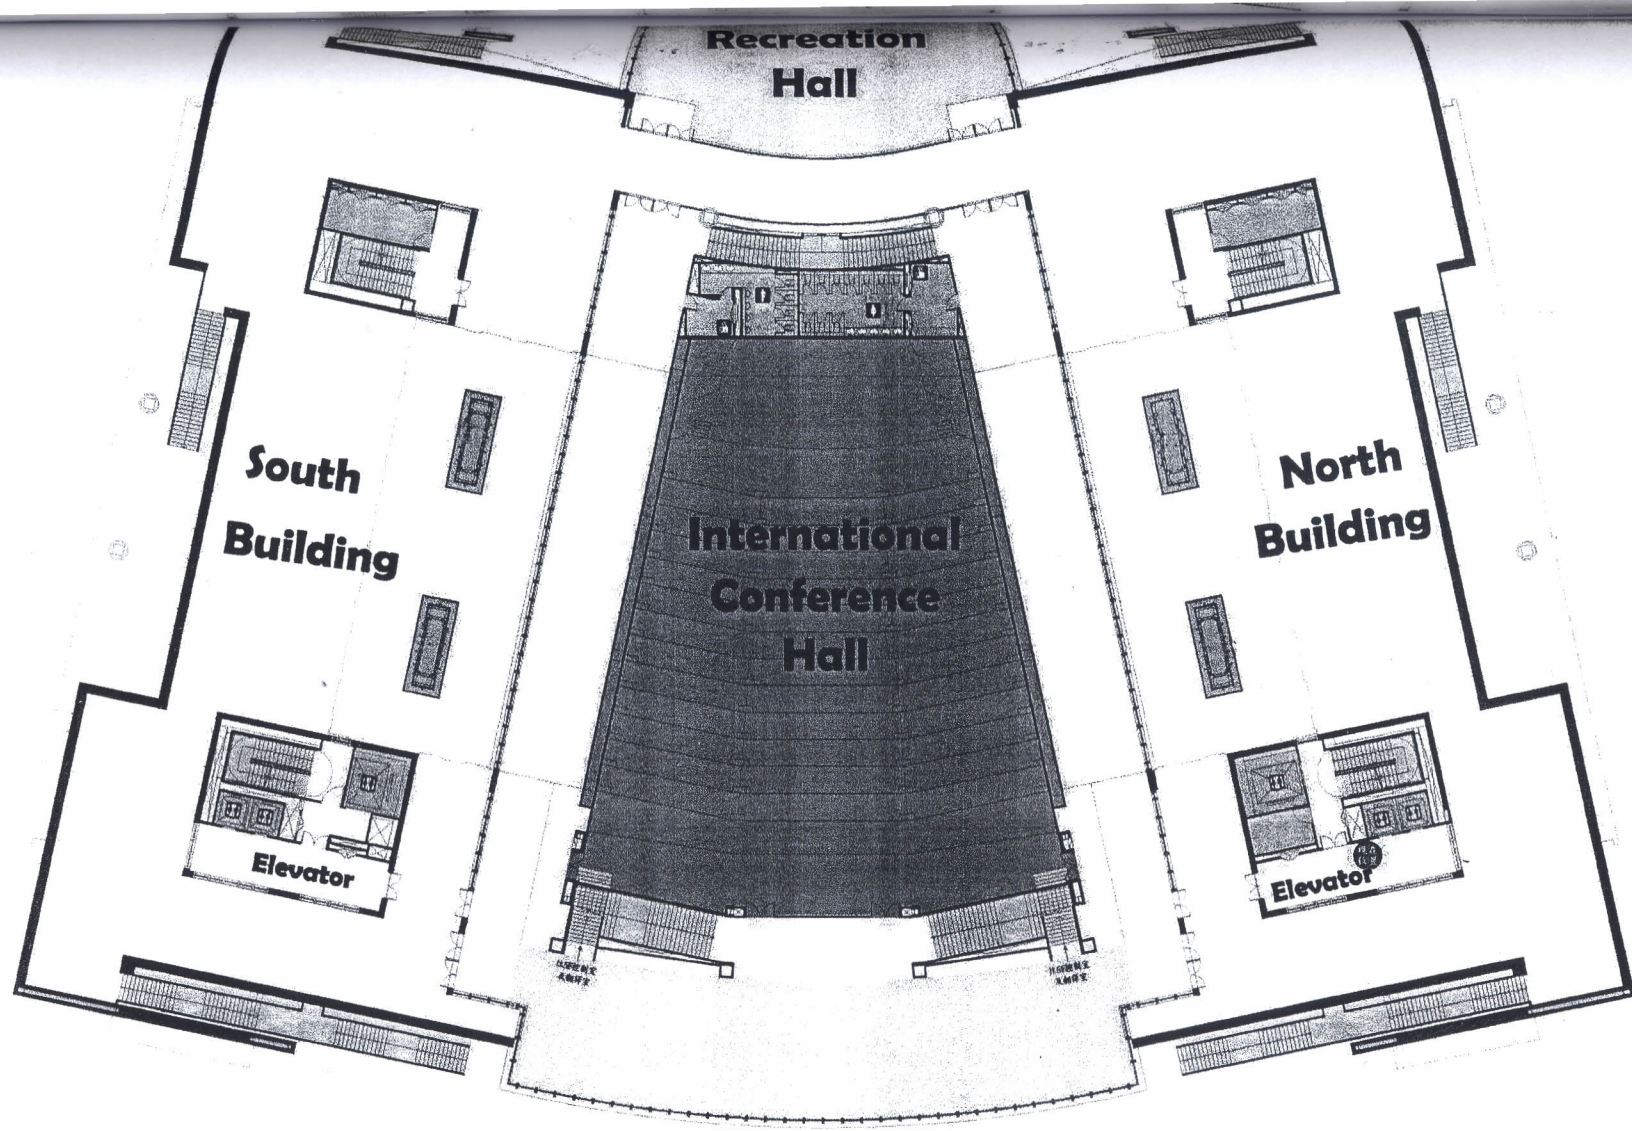 Recreation
Hall
South
Building
North
Building
International
Conference
Hall
Elevator
Elevator